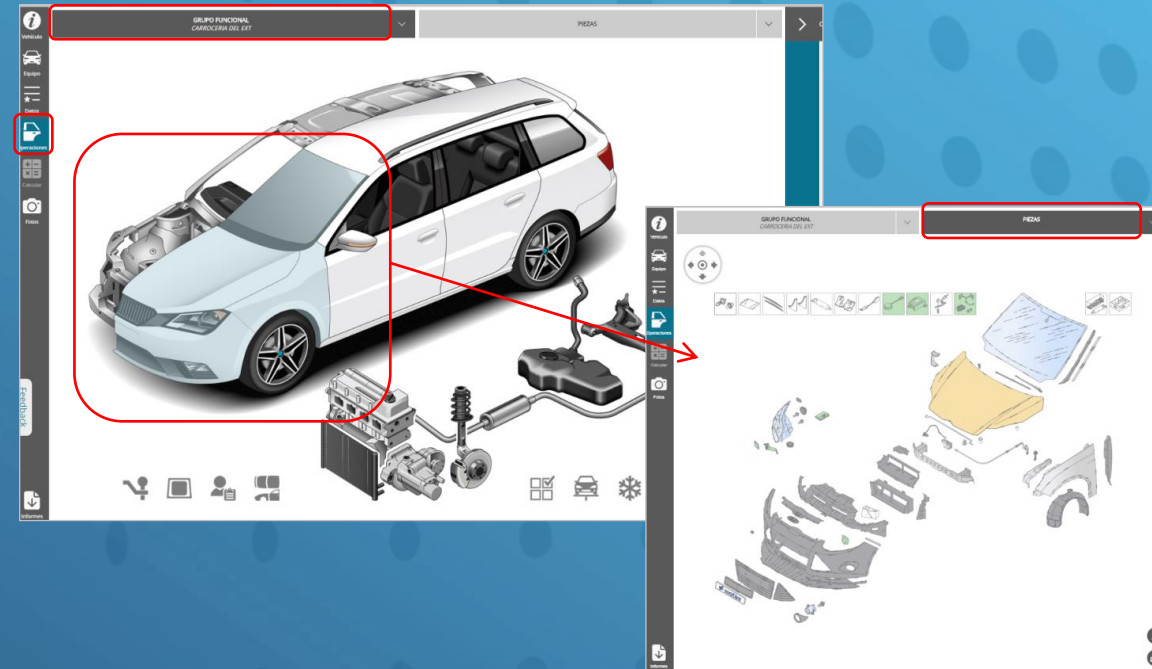 GRUPO FUNCIONAL
CARROCERIA DEL EXT
PIEZAS
Vehículo
Equipo
Datos
Operaciones
Calcular
Fotos
Feedback
Informes
GRUPO FUNCIONAL
CARROCERIA DEL EXT
PIEZAS
Vehículo
Equipo
Datos
Operaciones
Calcular
Fotos
Informes